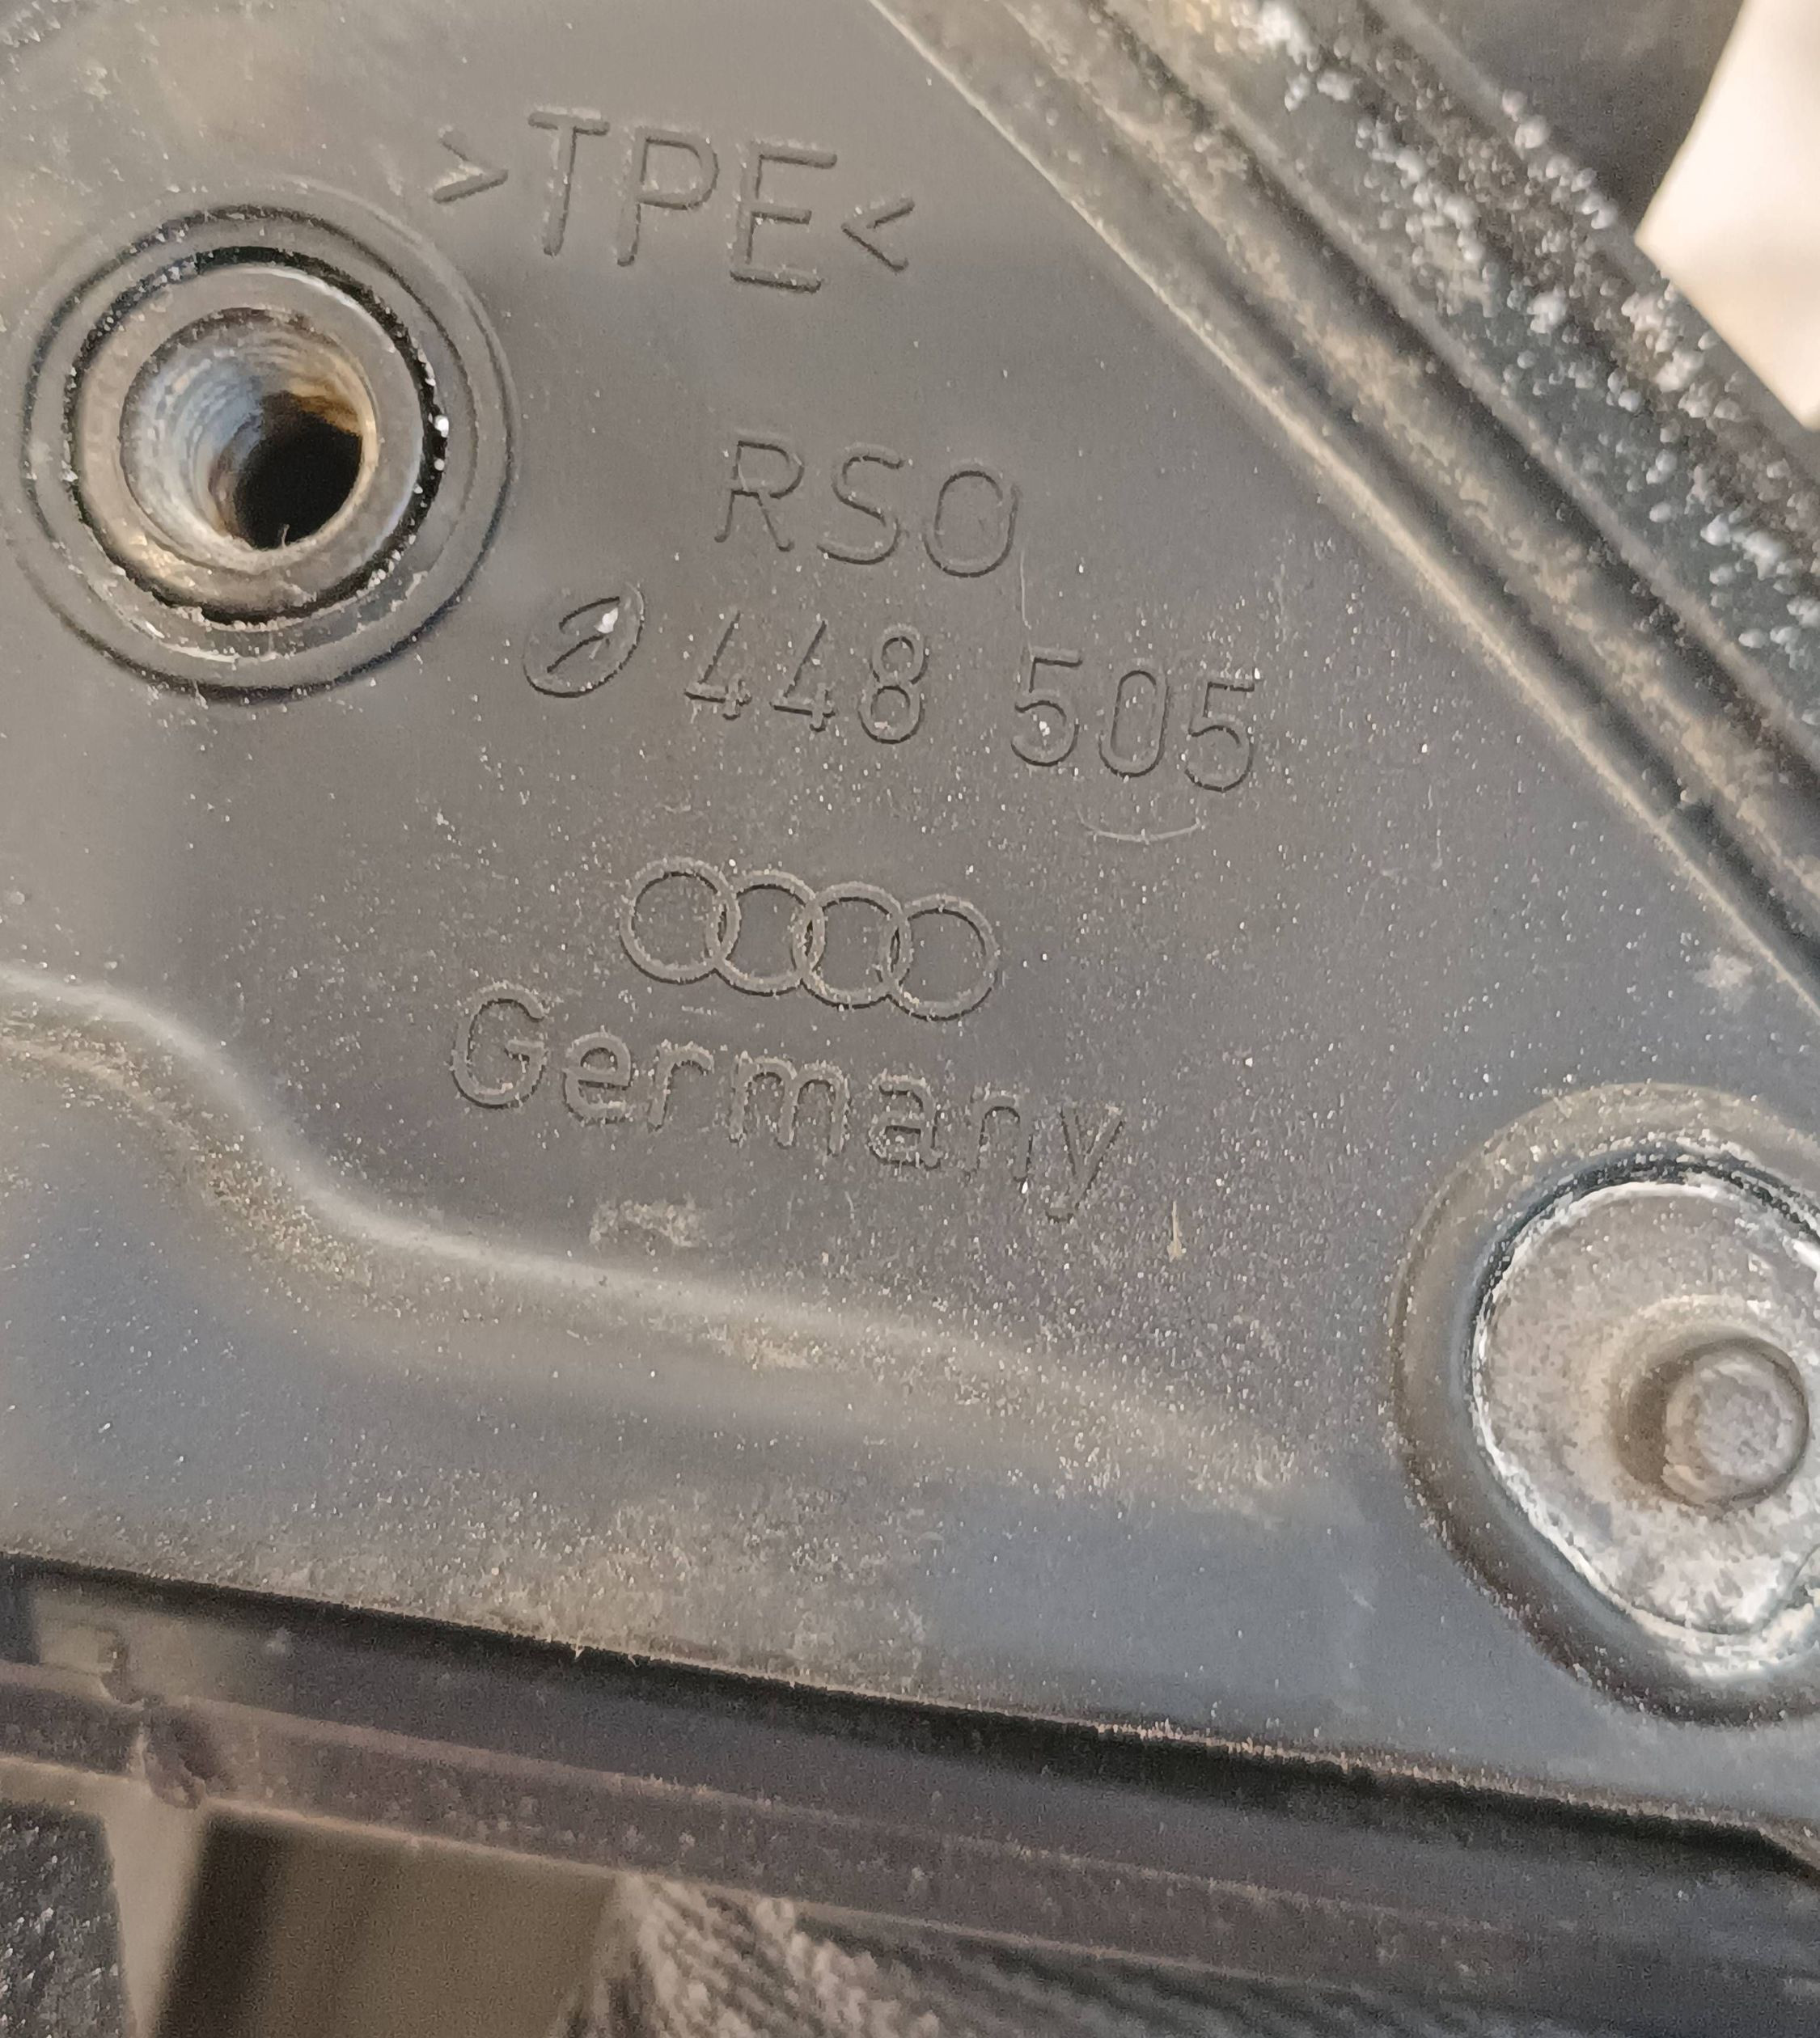 >TPE<
RSO
448 505
Germany